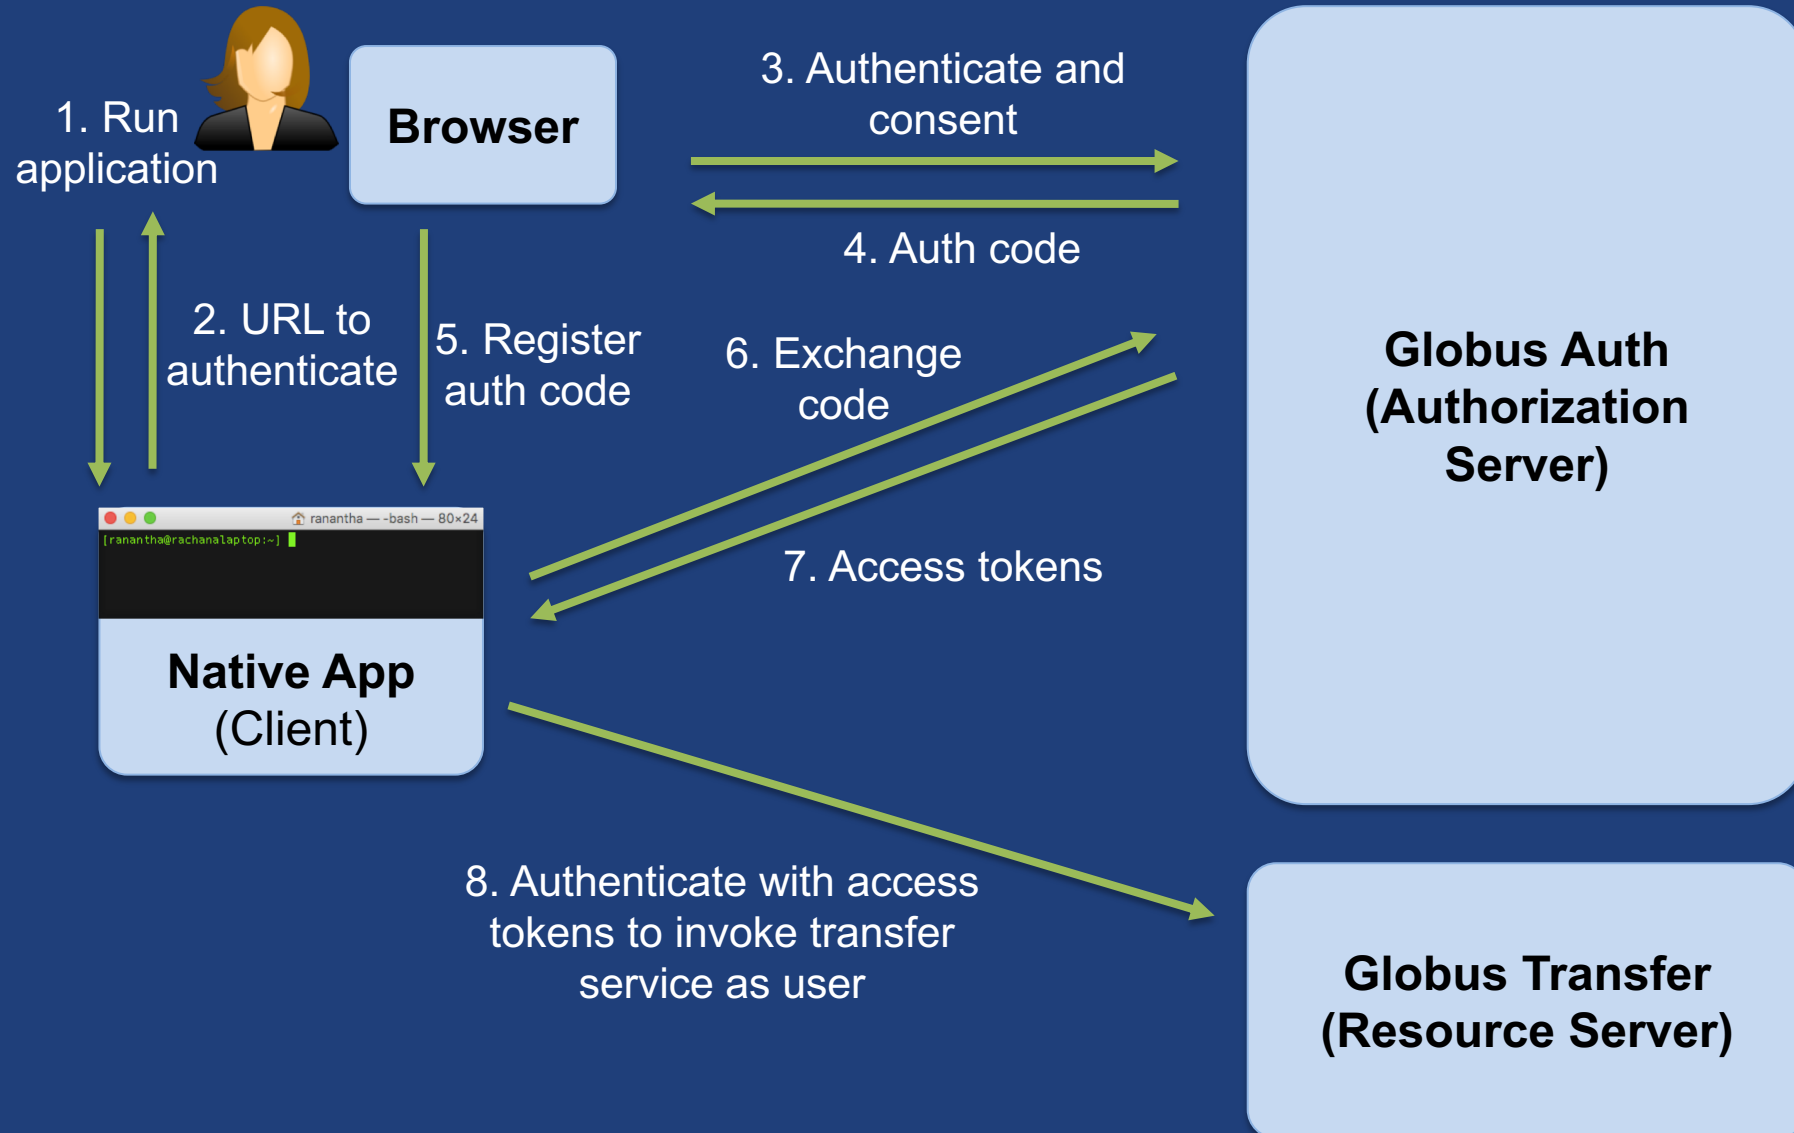 1. Run
application
Browser
3. Authenticate and
consent
4. Auth code
2. URL to
authenticate
5. Register
auth code
6. Exchange
code
7. Access tokens
Globus Auth
(Authorization
Server)
ranantha — -bash — 80×24
[ranantha@rachanalaptop:~]
Native App
(Client)
8. Authenticate with access
tokens to invoke transfer
service as user
Globus Transfer
(Resource Server)